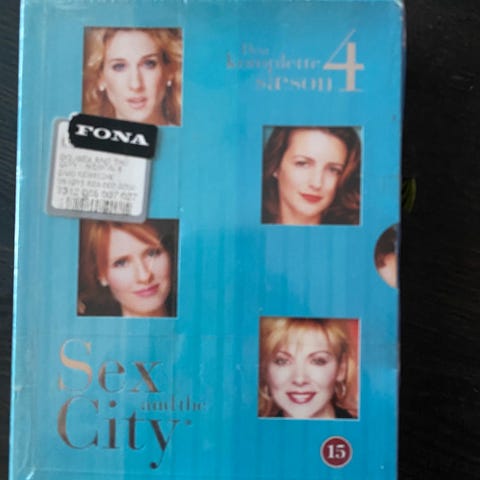 Den
komplette
sæson 4
FONA
Sex
and the
City
15